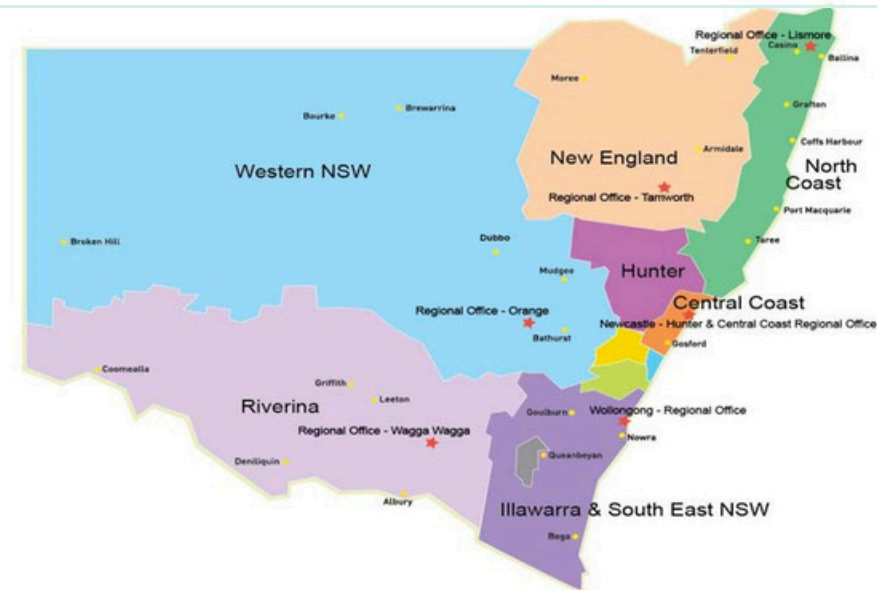 Regional Office - Lismore
Casino
Ballina
Tenterfield
Moree
Grafton
Brewarrina
Bourke
Coffs Harbour
Armidale
New England
North
Coast
Western NSW
Regional Office - Tamworth
Port Macquarie
Broken Hill
Dubbo
Taree
Mudgee
Hunter
Central Coast
Regional Office - Orange
Newcastle - Hunter & Central Coast Regional Office
Bathurst
Gosford
Coomealla
Griffith
Leeton
Riverina
Goulburn
Wollongong - Regional Office
Regional Office - Wagga Wagga
Nowra
Queanbeyan
Deniliquin
Albury
Illawarra & South East NSW
Bega